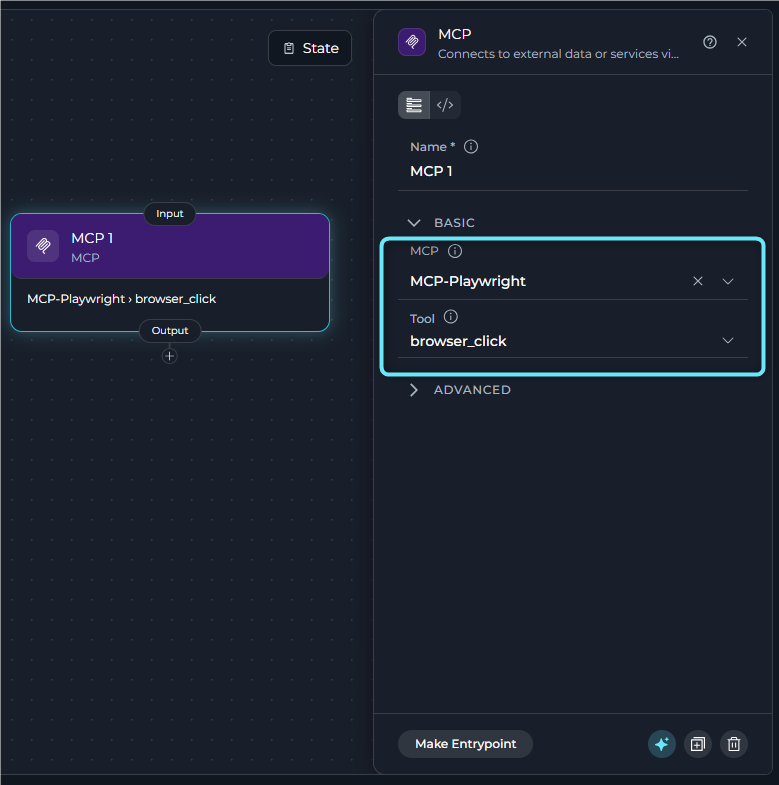 State
Input
MCP 1
MCP
MCP-Playwright › browser_click
Output
MCP
Connects to external data or services vi...
Name *
MCP 1
BASIC
MCP
MCP-Playwright
Tool
browser_click
ADVANCED
Make Entrypoint